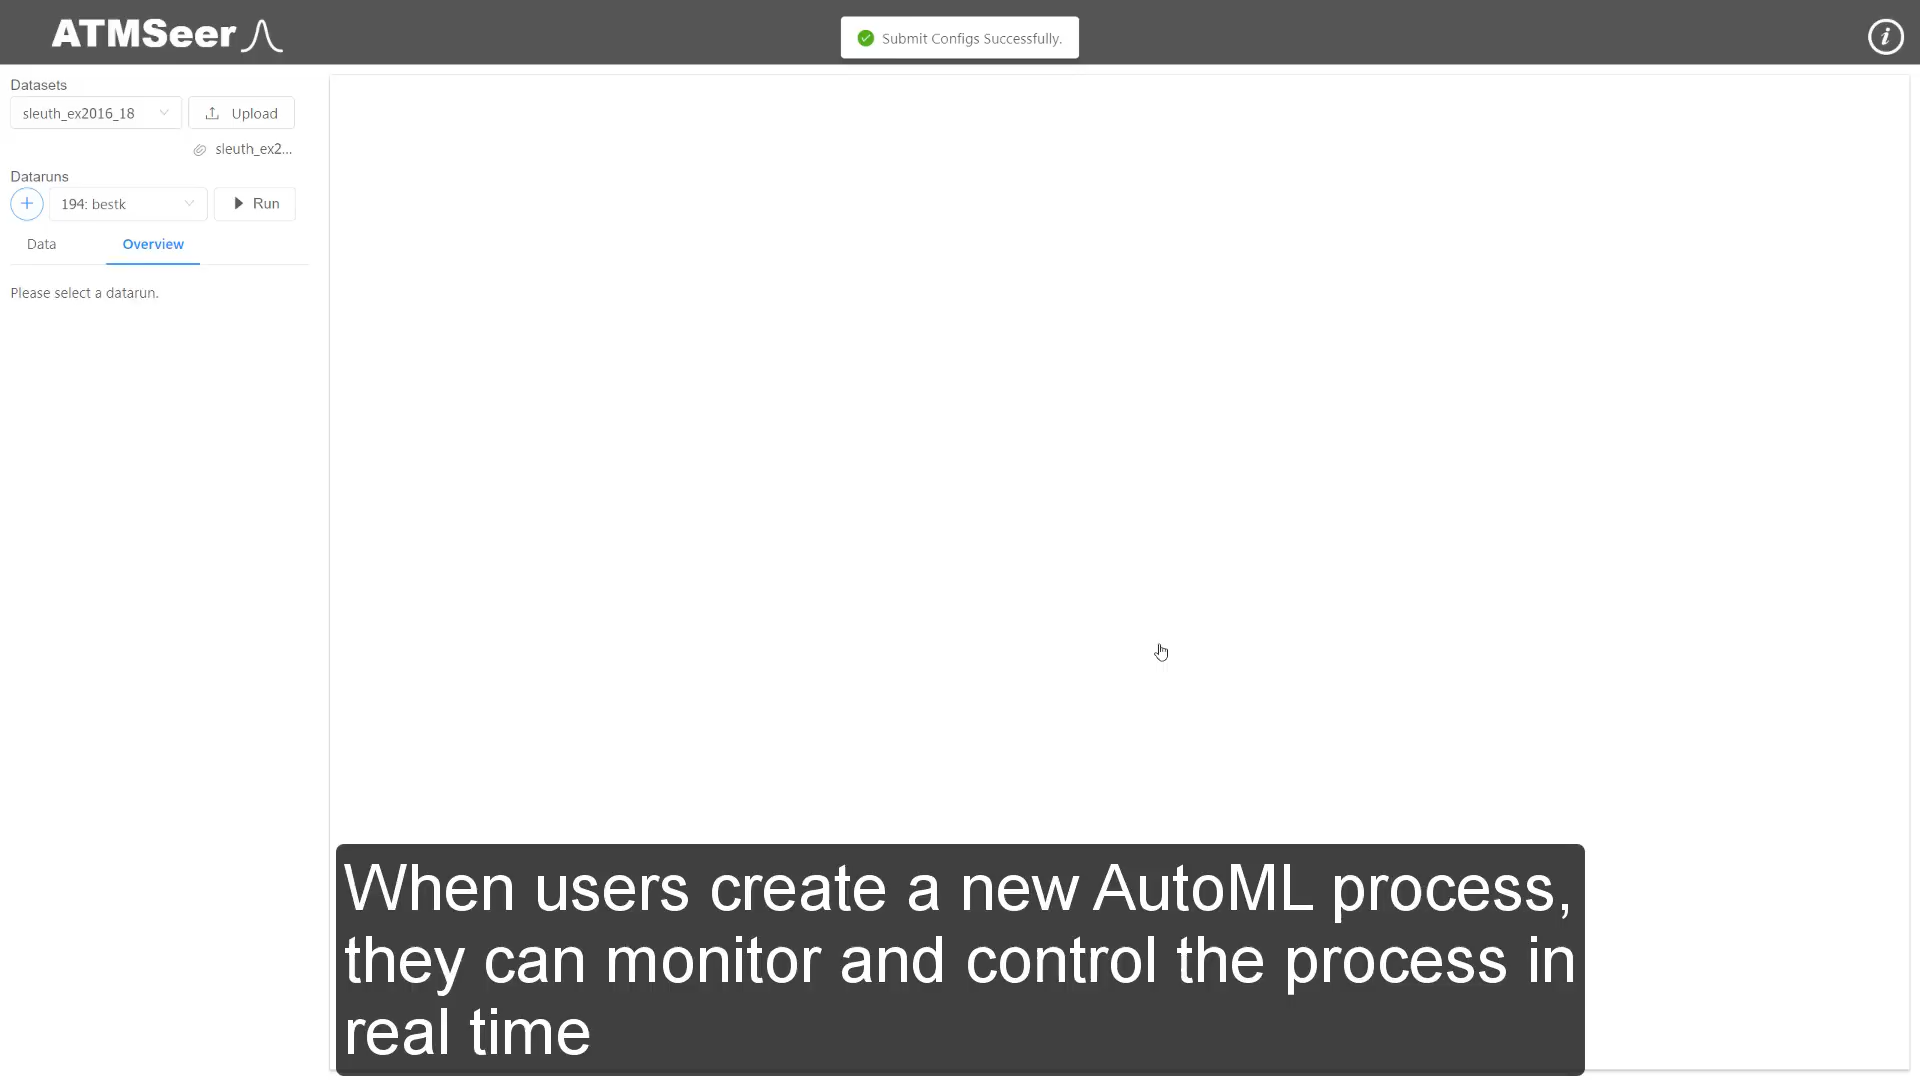 ATMSeer
Submit Configs Successfully.
i
Datasets
sleuth_ex2016_18
Upload
sleuth_ex2...
Dataruns
194: bestk
Run
Data
Overview
Please select a datarun.
When users create a new AutoML process,
they can monitor and control the process in
real time